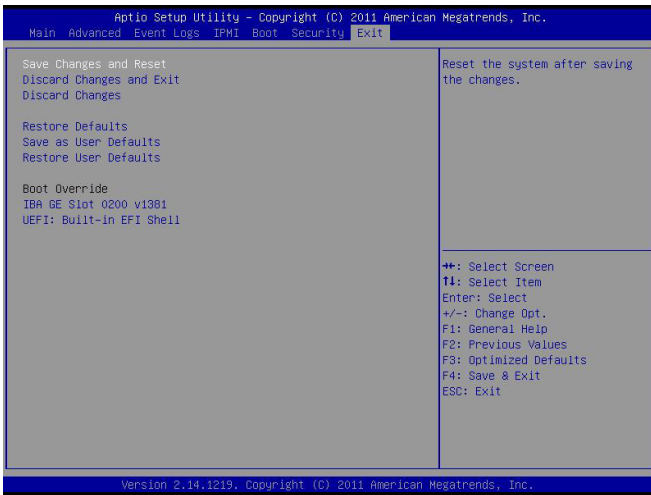 Aptio Setup Utility – Copyright (C) 2011 American Megatrends, Inc.
Main Advanced Event Logs IPMI Boot Security Exit
Save Changes and Reset
Discard Changes and Exit
Discard Changes
Restore Defaults
Save as User Defaults
Restore User Defaults
Boot Override
IBA GE Slot 0200 v1381
UEFI: Built-in EFI Shell
Reset the system after saving
the changes.
→←: Select Screen
↑↓: Select Item
Enter: Select
+/-: Change Opt.
F1: General Help
F2: Previous Values
F3: Optimized Defaults
F4: Save & Exit
ESC: Exit
Version 2.14.1219. Copyright (C) 2011 American Megatrends, Inc.